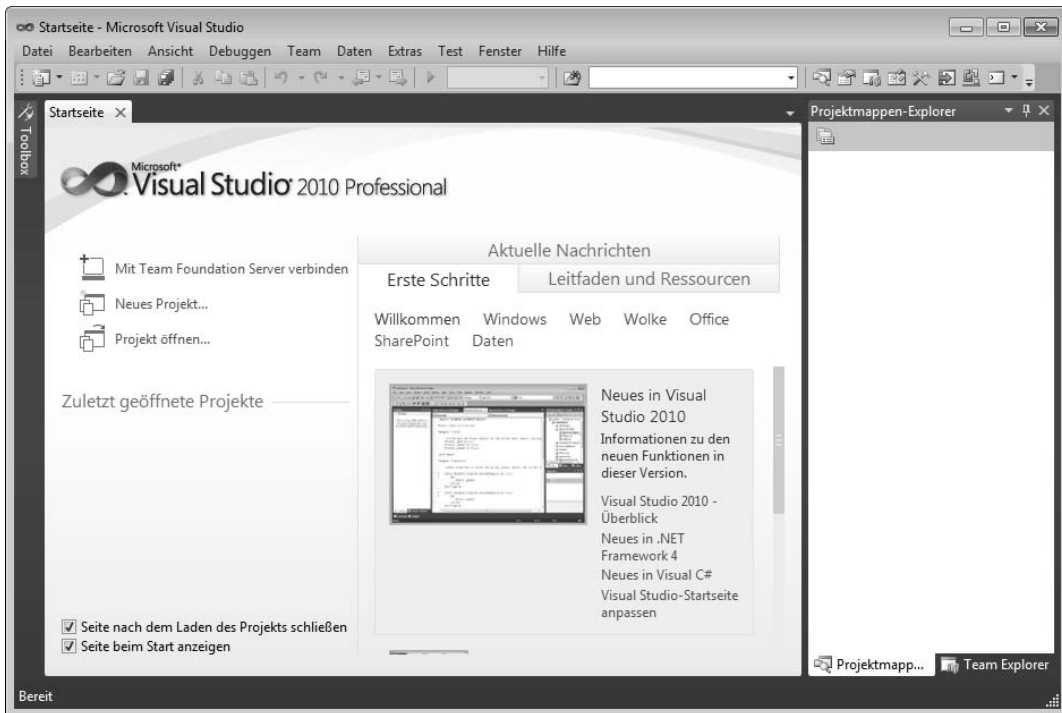 Startseite - Microsoft Visual Studio
Datei Bearbeiten Ansicht Debuggen Team Daten Extras Test Fenster Hilfe
Toolbox
Startseite
Projektmappen-Explorer
Microsoft®
Visual Studio 2010 Professional
Mit Team Foundation Server verbinden
Neues Projekt...
Projekt öffnen...
Zuletzt geöffnete Projekte
Seite nach dem Laden des Projekts schließen
Seite beim Start anzeigen
Aktuelle Nachrichten
Erste Schritte Leitfaden und Ressourcen
Willkommen Windows Web Wolke Office
SharePoint Daten
Neues in Visual
Studio 2010
Informationen zu den
neuen Funktionen in
dieser Version.
Visual Studio 2010 -
Überblick
Neues in .NET
Framework 4
Neues in Visual C#
Visual Studio-Startseite
anpassen
Projektmapp... Team Explorer
Bereit